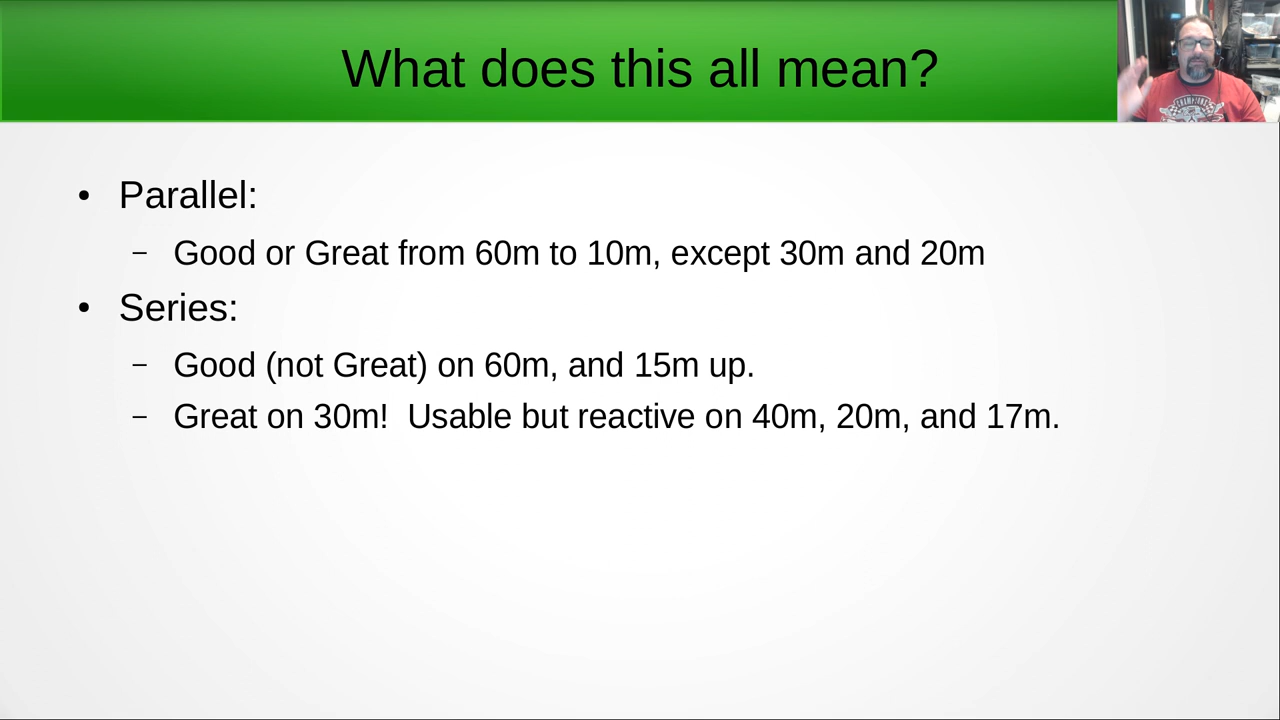 What does this all mean?
CHAMPIONS
Parallel:
Good or Great from 60m to 10m, except 30m and 20m
Series:
Good (not Great) on 60m, and 15m up.
Great on 30m!  Usable but reactive on 40m, 20m, and 17m.